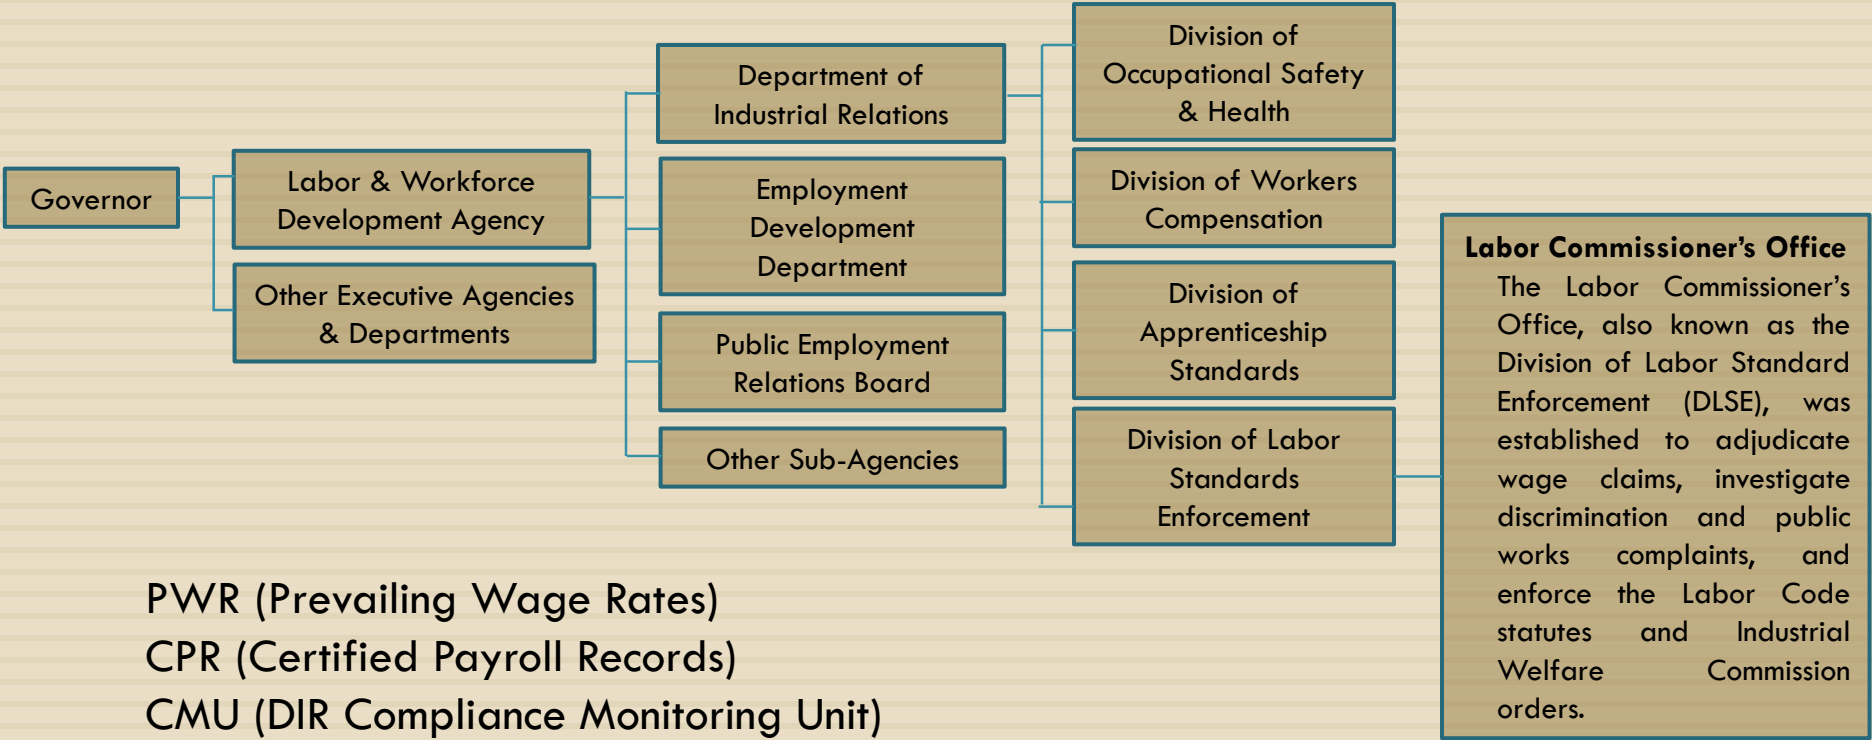 Governor
Labor & Workforce
Development Agency
Other Executive Agencies
& Departments
Department of
Industrial Relations
Employment
Development
Department
Public Employment
Relations Board
Other Sub-Agencies
Division of
Occupational Safety
& Health
Division of Workers
Compensation
Division of
Apprenticeship
Standards
Division of Labor
Standards
Enforcement
Labor Commissioner’s Office
The Labor Commissioner’s
Office, also known as the
Division of Labor Standard
Enforcement (DLSE), was
established to adjudicate
wage claims, investigate
discrimination and public
works complaints, and
enforce the Labor Code
statutes and Industrial
Welfare Commission
orders.
PWR (Prevailing Wage Rates)
CPR (Certified Payroll Records)
CMU (DIR Compliance Monitoring Unit)